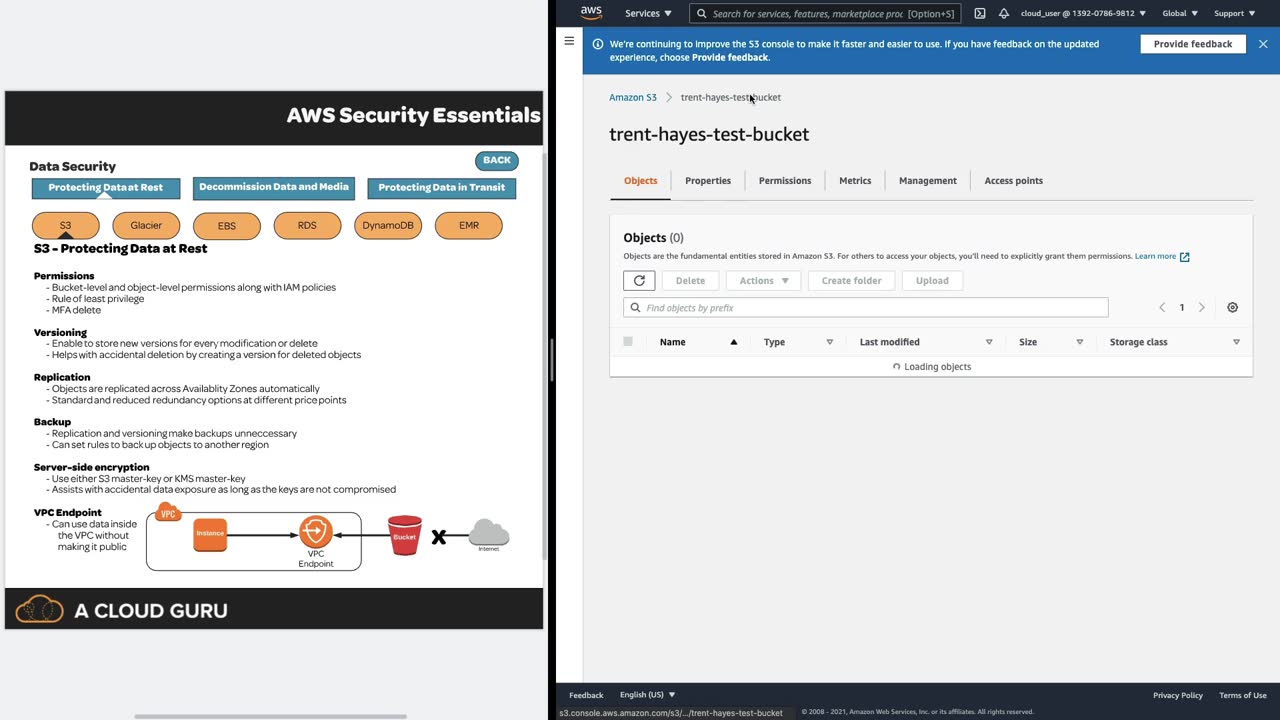 AWS Security Essentials
Data Security
BACK
Protecting Data at Rest
Decommission Data and Media
Protecting Data in Transit
S3
Glacier
EBS
RDS
DynamoDB
EMR
S3 - Protecting Data at Rest
Permissions
- Bucket-level and object-level permissions along with IAM policies
- Rule of least privilege
- MFA delete
Versioning
- Enable to store new versions for every modification or delete
- Helps with accidental deletion by creating a version for deleted objects
Replication
- Objects are replicated across Availablity Zones automatically
- Standard and reduced redundancy options at different price points
Backup
- Replication and versioning make backups unneccessary
- Can set rules to back up objects to another region
Server-side encryption
- Use either S3 master-key or KMS master-key
- Assists with accidental data exposure as long as the keys are not compromised
VPC Endpoint
- Can use data inside
the VPC without
making it public
VPC
Instance
VPC
Endpoint
Bucket
X
Internet
A CLOUD GURU
aws
Services
Search for services, features, marketplace proc [Option+S]
cloud_user @ 1392-0786-9812
Global
Support
We're continuing to improve the S3 console to make it faster and easier to use. If you have feedback on the updated
experience, choose Provide feedback.
Provide feedback
Amazon S3
trent-hayes-test-bucket
trent-hayes-test-bucket
Objects
Properties
Permissions
Metrics
Management
Access points
Objects (0)
Objects are the fundamental entities stored in Amazon S3. For others to access your objects, you'll need to explicitly grant them permissions. Learn more
Delete
Actions
Create folder
Upload
Find objects by prefix
1
Name
Type
Last modified
Size
Storage class
Loading objects
Feedback
English (US)
Privacy Policy
Terms of Use
s3.console.aws.amazon.com/s3/.../trent-hayes-test-bucket
© 2008 - 2021, Amazon Web Services, Inc. or its affiliates. All rights reserved.